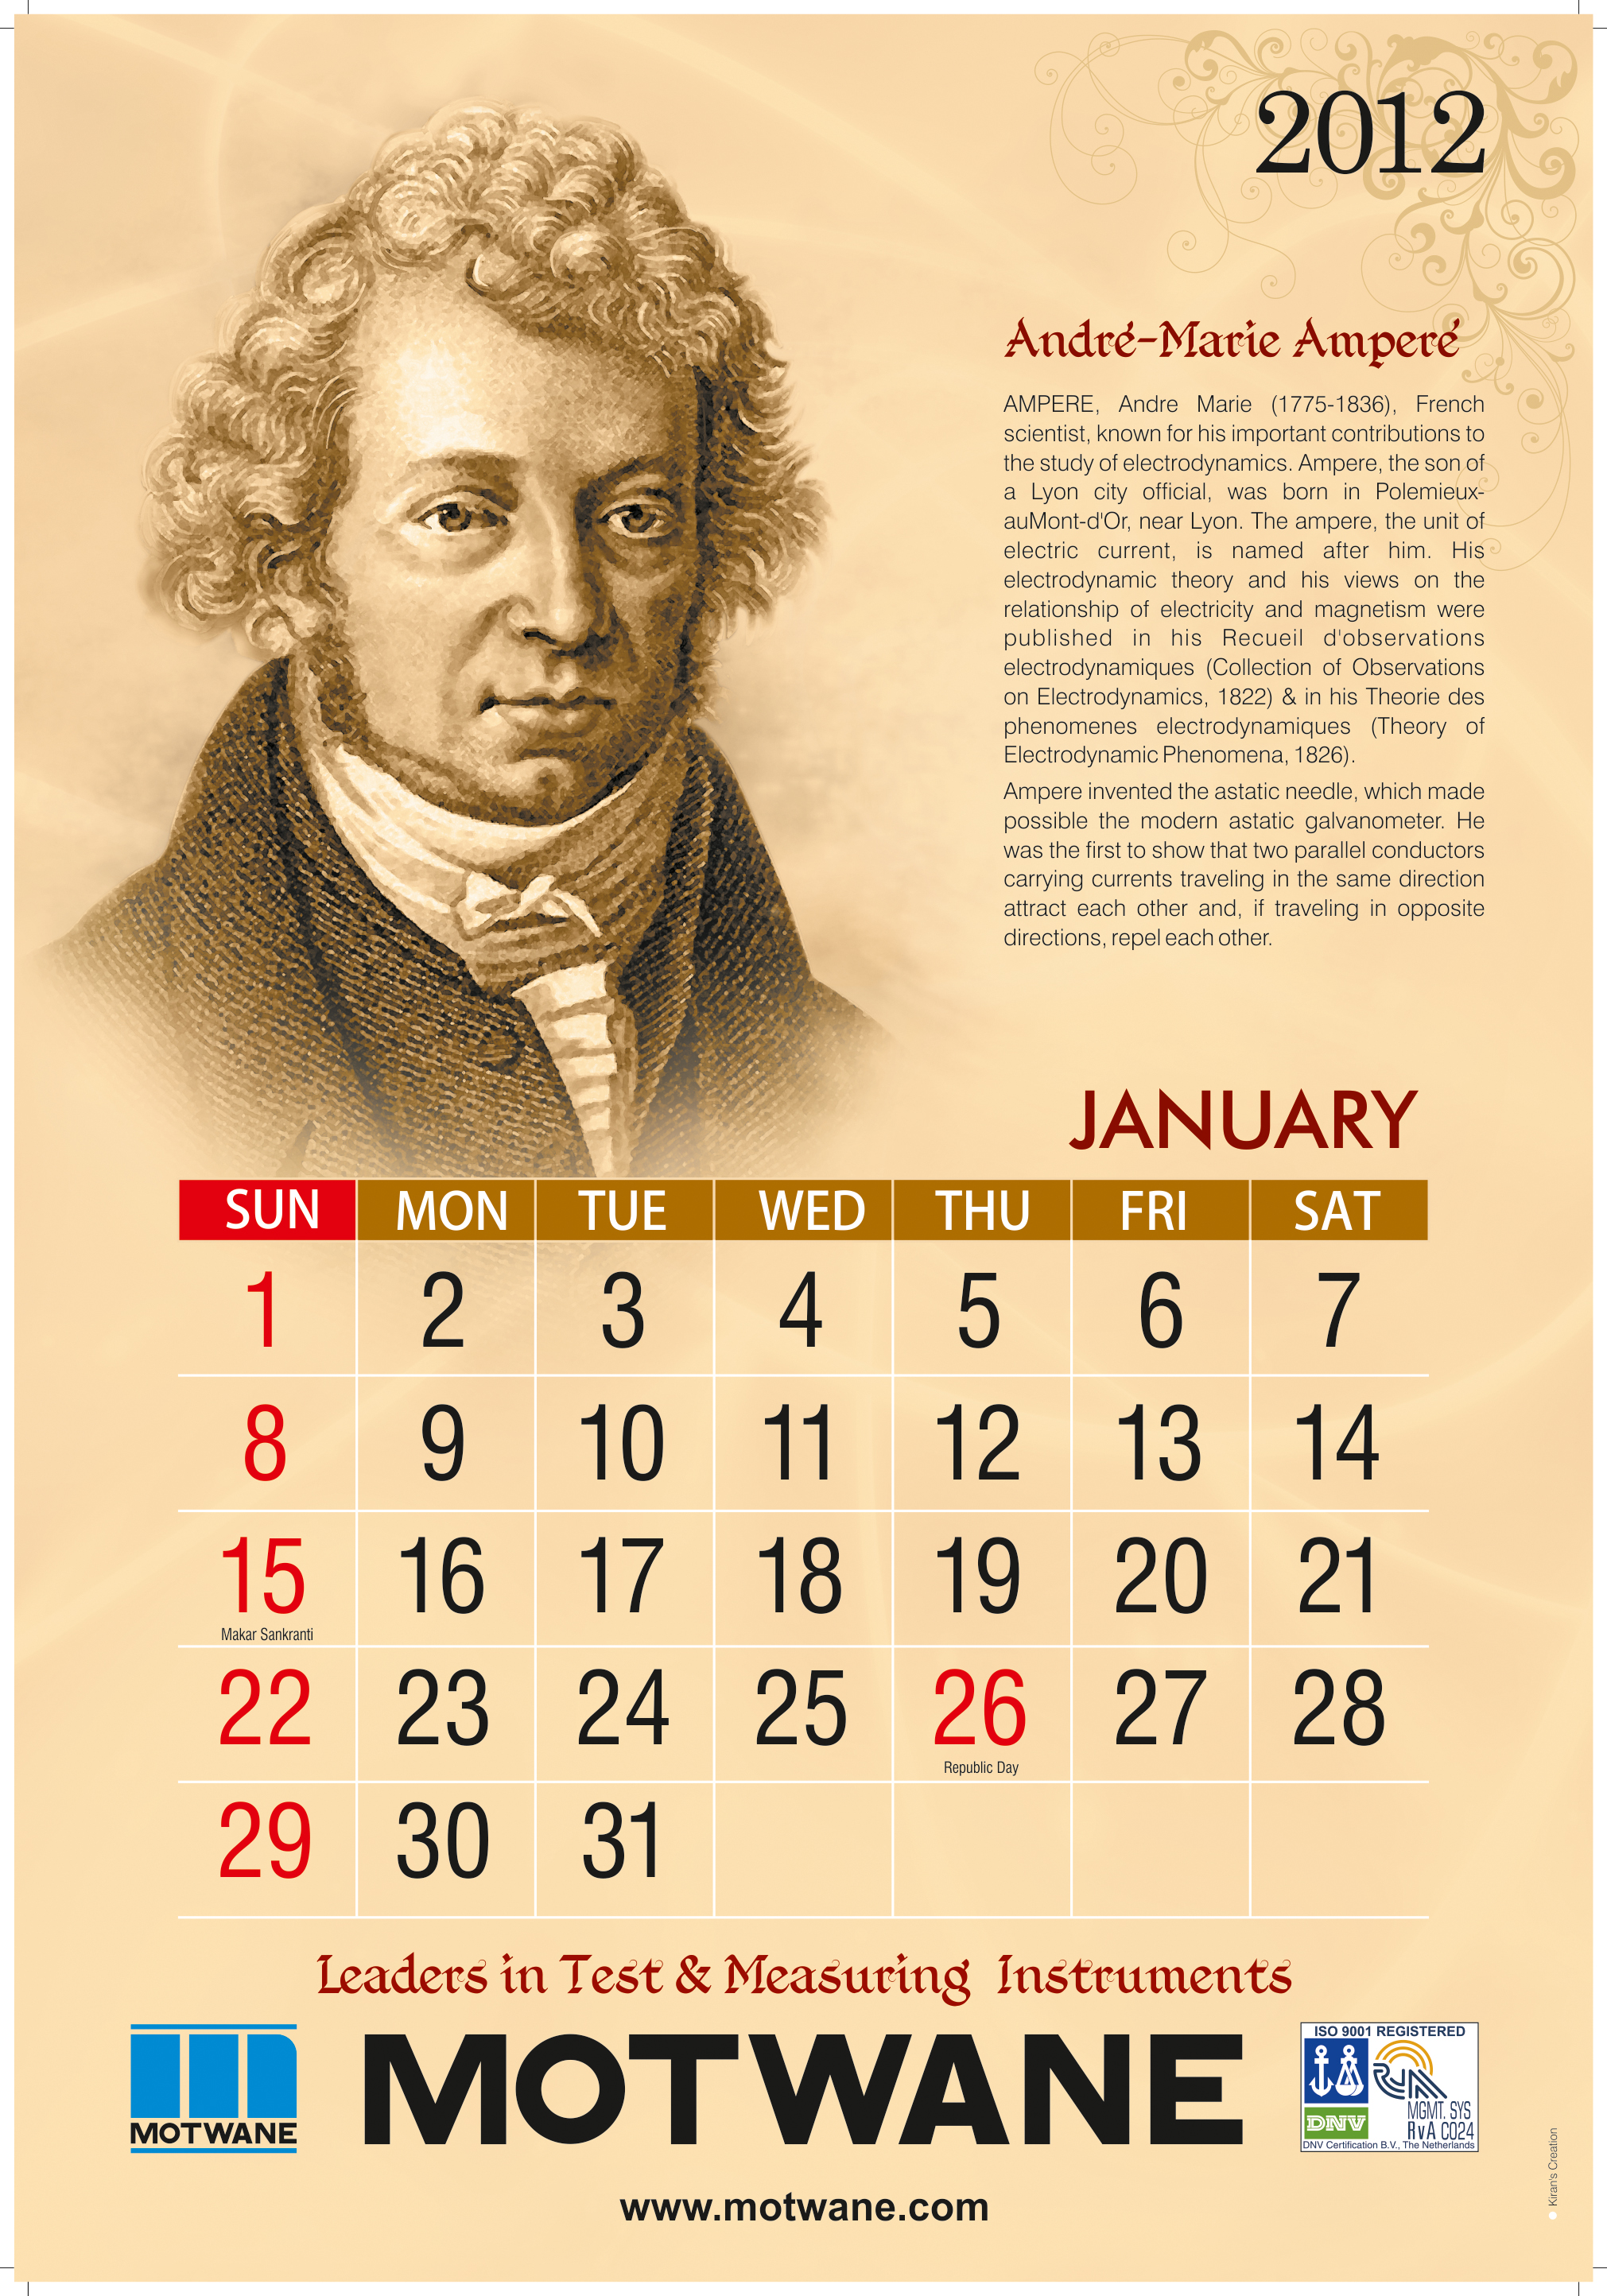 2012
André-Marie Amperé
AMPERE, Andre Marie (1775-1836), French
scientist, known for his important contributions to
the study of electrodynamics. Ampere, the son of
a Lyon city official, was born in Polemieux-
auMont-d'Or, near Lyon. The ampere, the unit of
electric current, is named after him. His
electrodynamic theory and his views on the
relationship of electricity and magnetism were
published in his Recueil d'observations
electrodynamiques (Collection of Observations
on Electrodynamics, 1822) & in his Theorie des
phenomenes electrodynamiques (Theory of
Electrodynamic Phenomena, 1826).
Ampere invented the astatic needle, which made
possible the modern astatic galvanometer. He
was the first to show that two parallel conductors
carrying currents traveling in the same direction
attract each other and, if traveling in opposite
directions, repel each other.
JANUARY
SUN MON TUE WED THU FRI SAT
1 2 3 4 5 6 7
8 9 10 11 12 13 14
15 16 17 18 19 20 21
Makar Sankranti
22 23 24 25 26 27 28
Republic Day
29 30 31
Leaders in Test & Measuring Instruments
MOTWANE
MOTWANE
ISO 9001 REGISTERED
DNV
RvA
MGMT. SYS
RvA C024
DNV Certification B.V., The Netherlands
www.motwane.com
Kiran's Creation